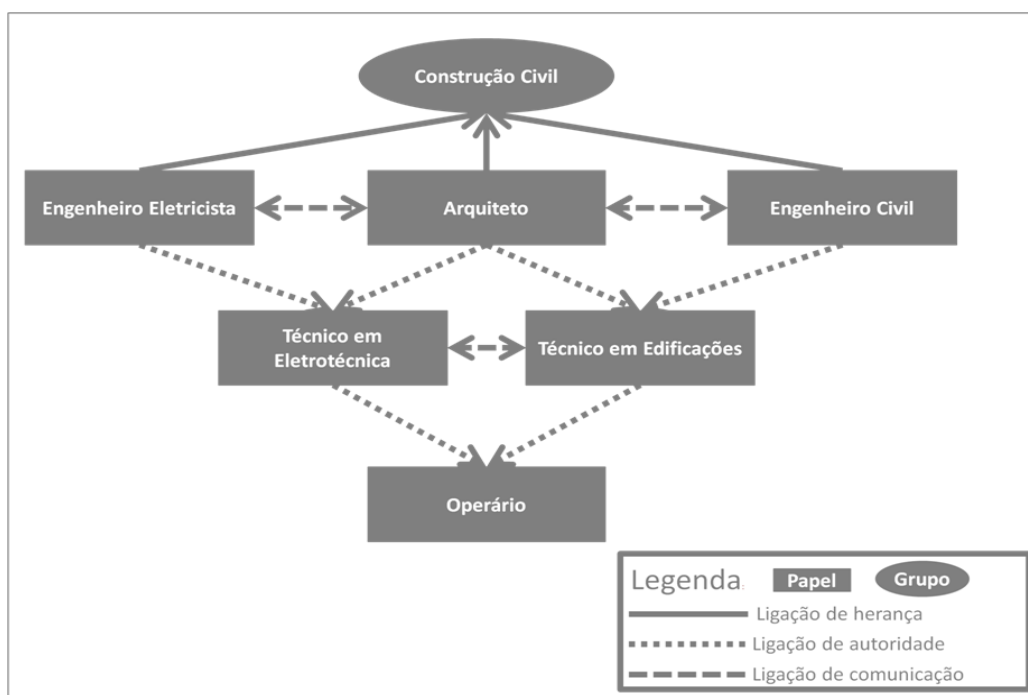 Construção Civil
Engenheiro Eletricista
Arquiteto
Engenheiro Civil
Técnico em
Eletrotécnica
Técnico em Edificações
Operário
Legenda:
Papel
Grupo
Ligação de herança
Ligação de autoridade
Ligação de comunicação